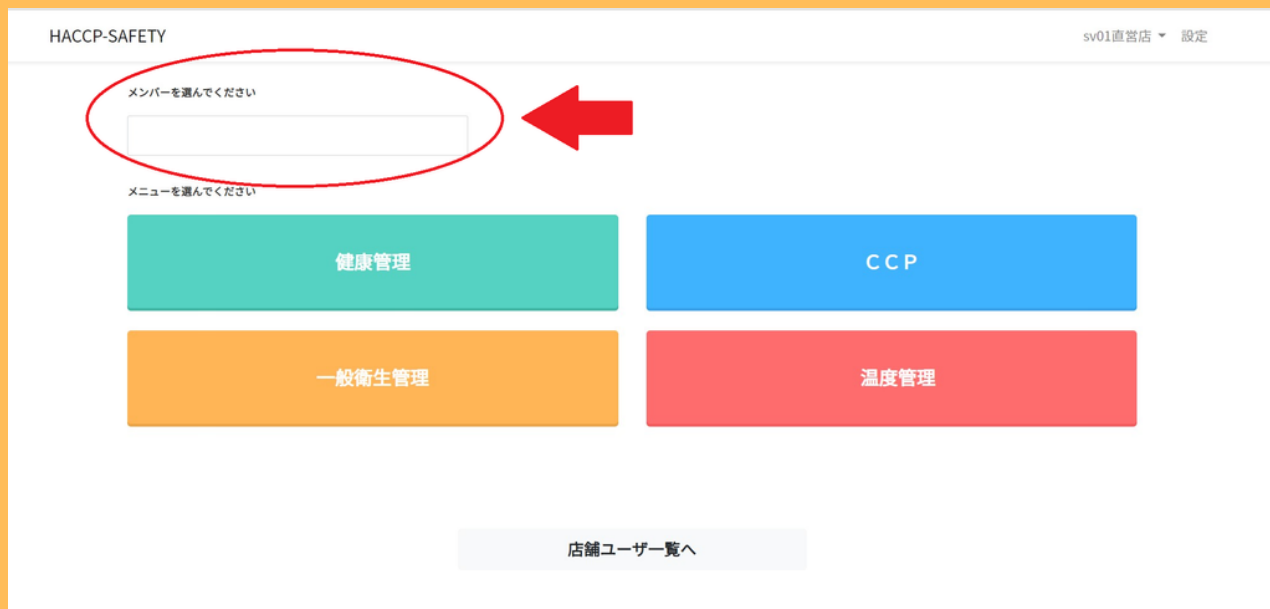 HACCP-SAFETY
sv01直営店 設定
メンバーを選んでください
メニューを選んでください
健康管理
ＣＣＰ
一般衛生管理
温度管理
店舗ユーザ一覧へ